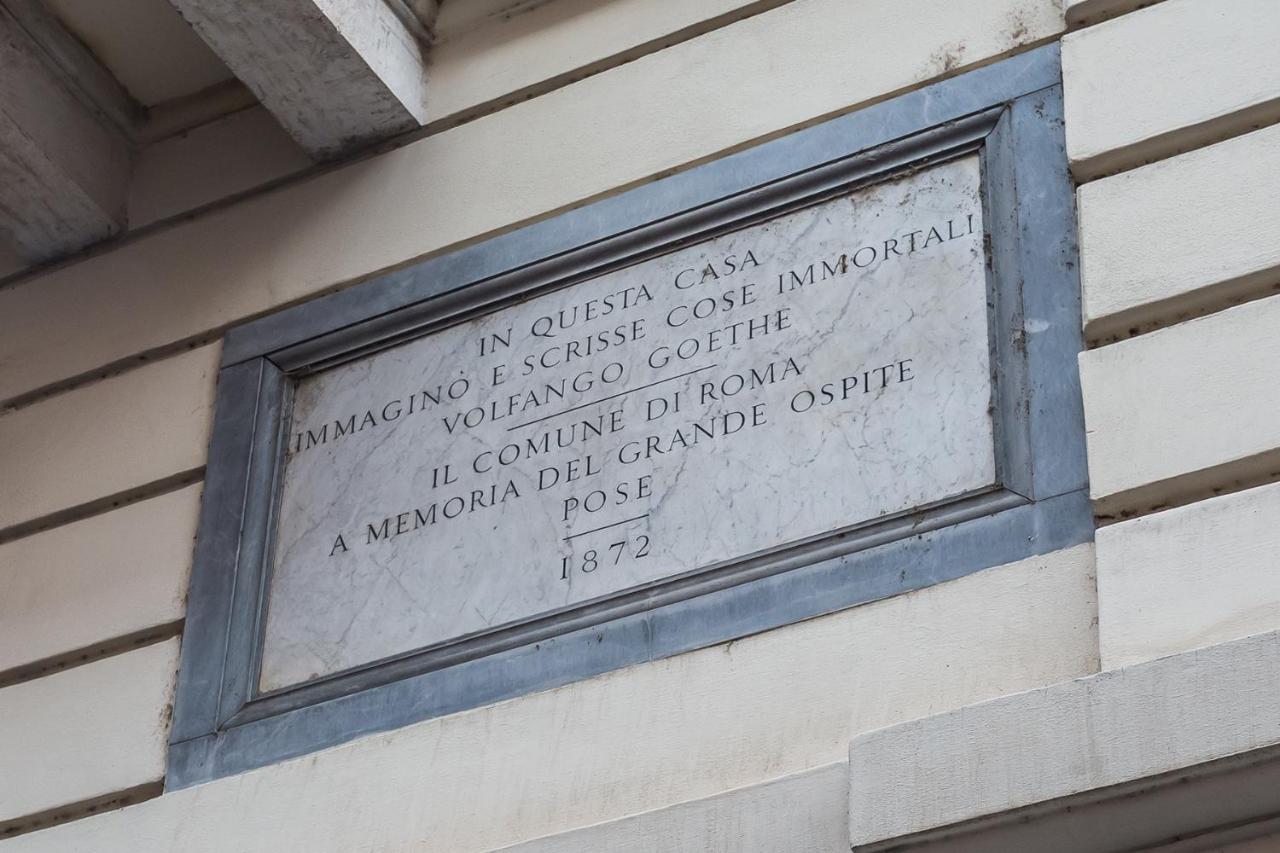 IN QUESTA CASA
IMMAGINÒ E SCRISSE COSE IMMORTALI
VOLFANGO GOETHE
IL COMUNE DI ROMA
A MEMORIA DEL GRANDE OSPITE
POSE
1872